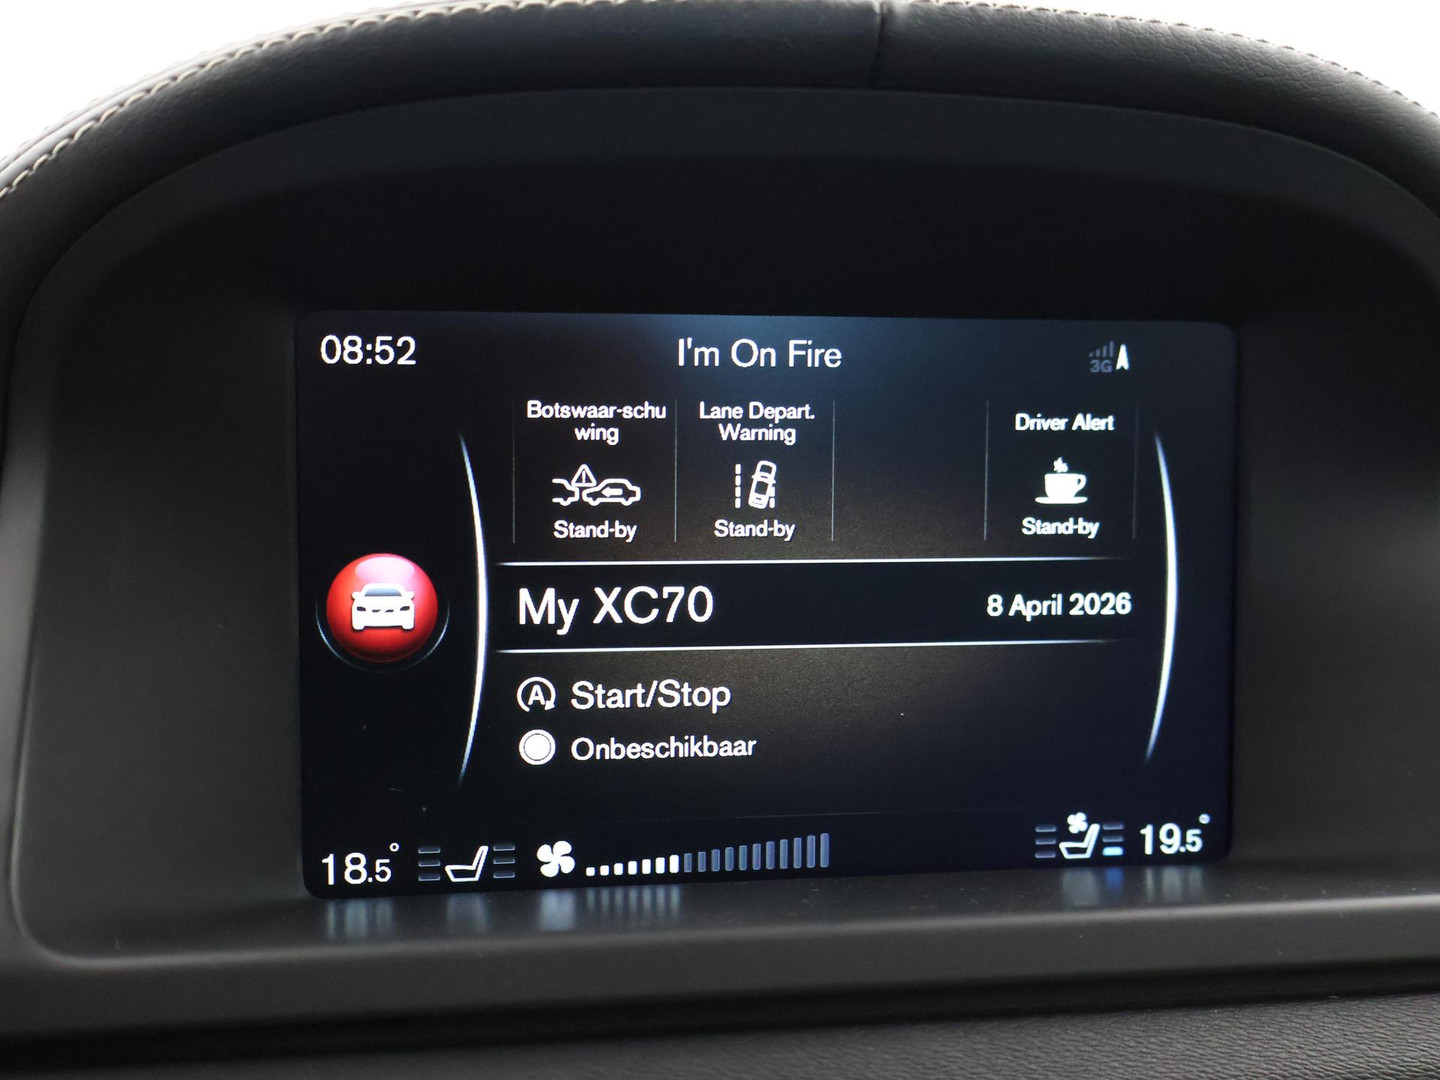 08:52
I'm On Fire
3G
Botswaar-schu
wing
Stand-by
Lane Depart.
Warning
Stand-by
Driver Alert
Stand-by
My XC70
8 April 2026
A Start/Stop
Onbeschikbaar
18.5°
19.5°